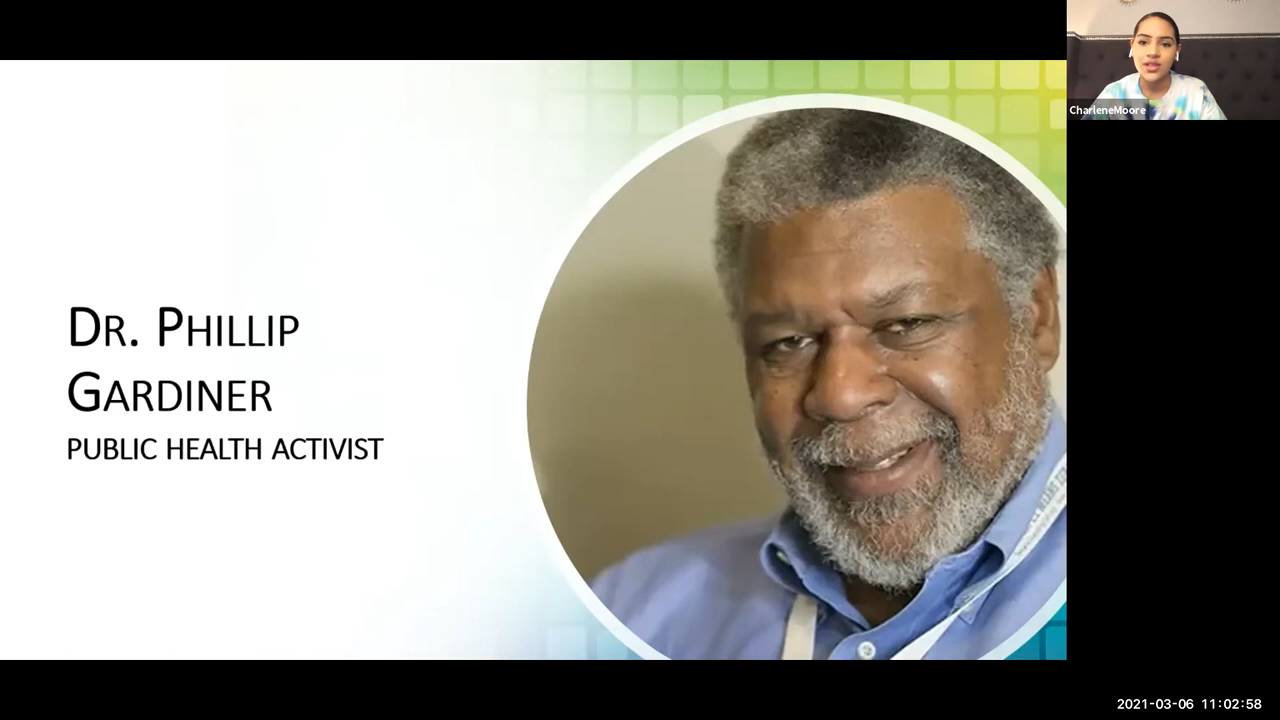 CharleneMoore
DR. PHILLIP
GARDINER
PUBLIC HEALTH ACTIVIST
2021-03-06 11:02:58